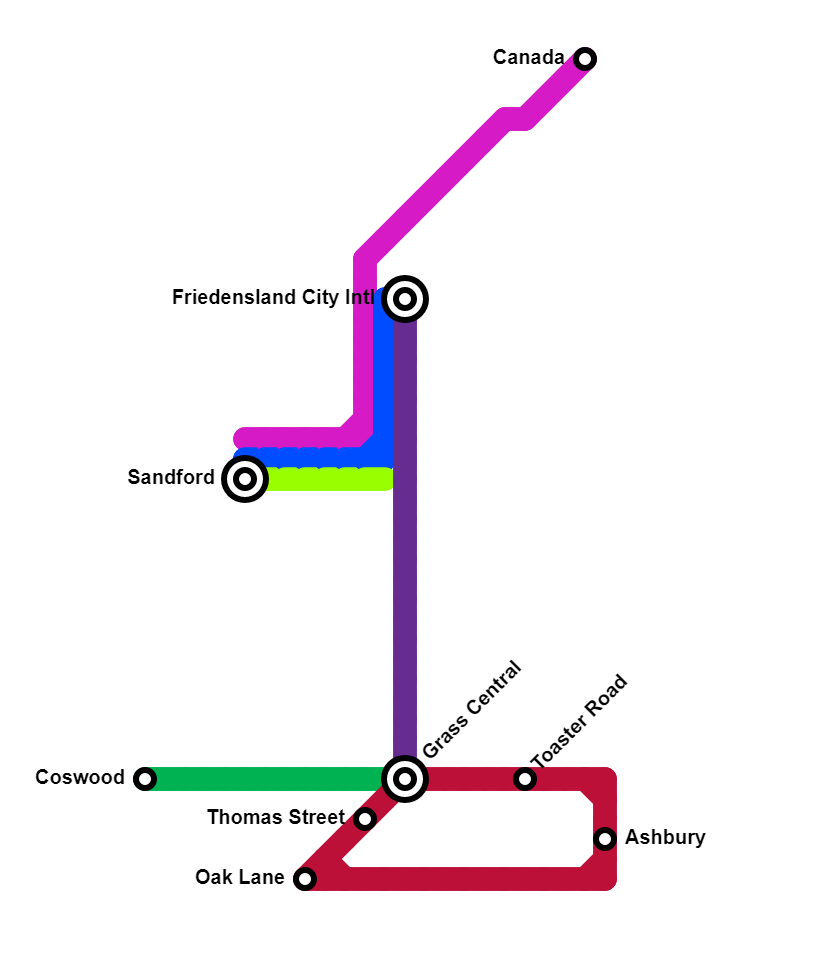 Canada
Friedensland City Intl
Sandford
Grass Central
Toaster Road
Coswood
Thomas Street
Ashbury
Oak Lane